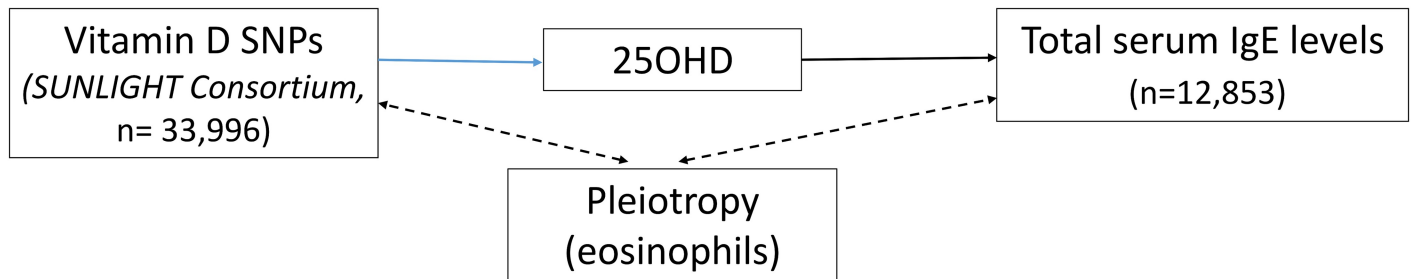 Vitamin D SNPs
(SUNLIGHT Consortium,
n= 33,996)
25OHD
Total serum IgE levels
(n=12,853)
Pleiotropy
(eosinophils)